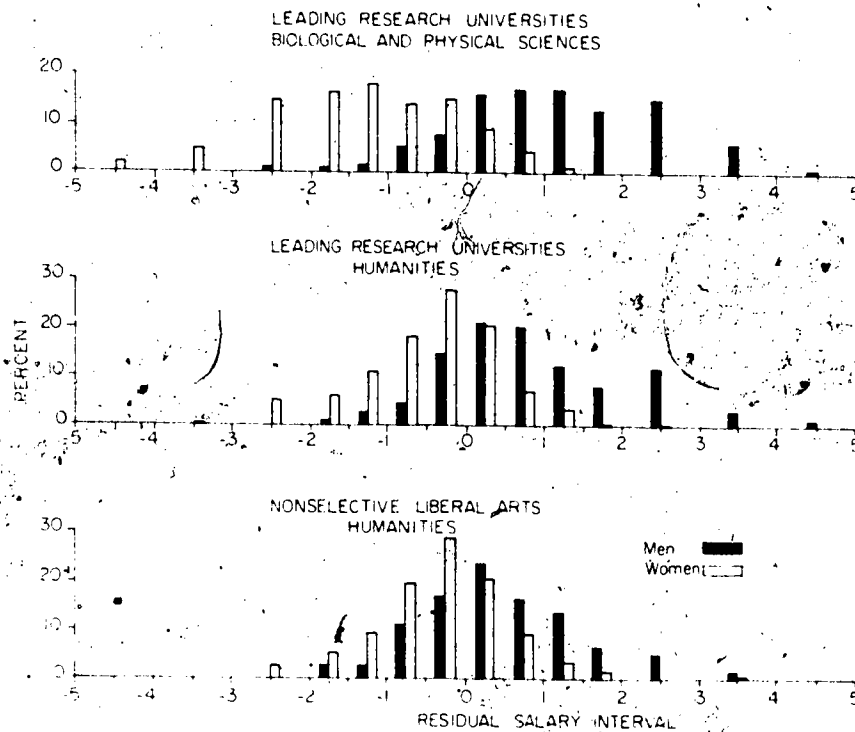 LEADING RESEARCH UNIVERSITIES
BIOLOGICAL AND PHYSICAL SCIENCES
20
10
0
-5 -4 -3 -2 -1 0 1 2 3 4 5
LEADING RESEARCH UNIVERSITIES
HUMANITIES
30
20
10
0
-5 -4 -3 -2 -1 0 1 2 3 4 5
PERCENT
NONSELECTIVE LIBERAL ARTS
HUMANITIES
30
20
10
0
Men
Women
-5 -4 -3 -2 -1 0 1 2 3 4 5
RESIDUAL SALARY INTERVAL